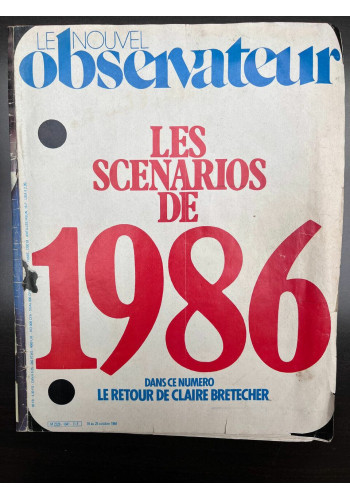 LE NOUVEL
observateur
LES
SCENARIOS
DE
1986
DANS CE NUMERO
LE RETOUR DE CLAIRE BRETECHER